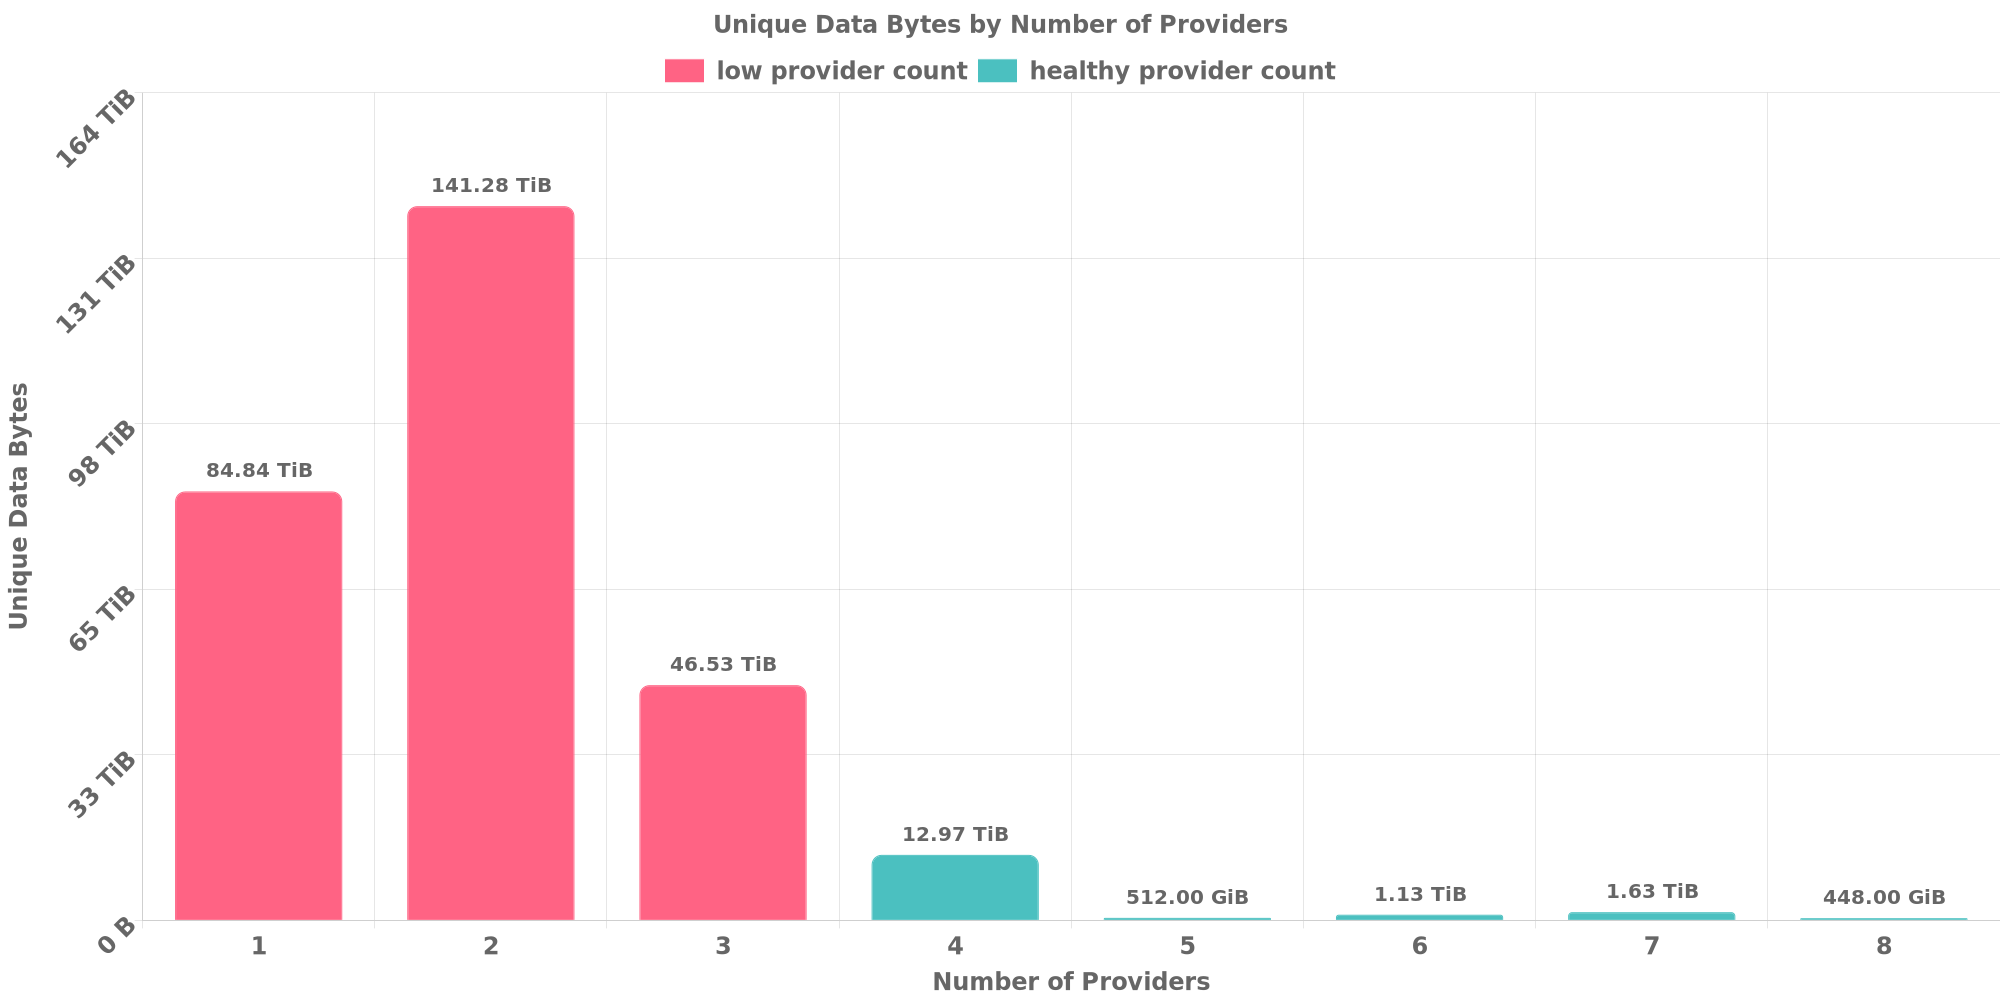 Unique Data Bytes by Number of Providers
low provider count healthy provider count
164 TiB
131 TiB
98 TiB
65 TiB
33 TiB
0 B
Unique Data Bytes
84.84 TiB
141.28 TiB
46.53 TiB
12.97 TiB
512.00 GiB
1.13 TiB
1.63 TiB
448.00 GiB
1 2 3 4 5 6 7 8
Number of Providers